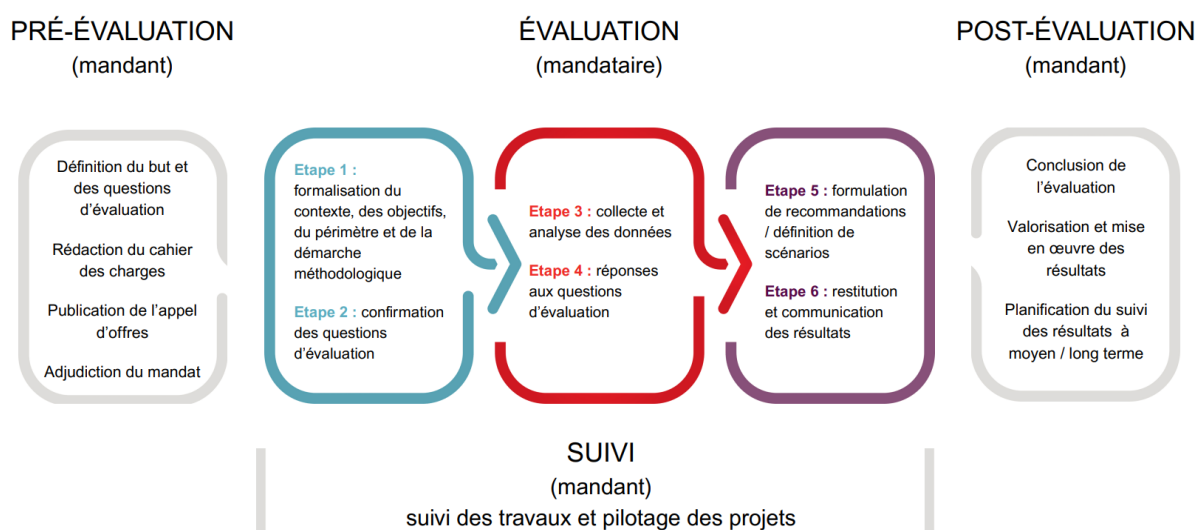 PRÉ-ÉVALUATION
(mandant)
Définition du but et
des questions
d’évaluation
Rédaction du cahier
des charges
Publication de l’appel
d’offres
Adjudiction du mandat
ÉVALUATION
(mandataire)
Etape 1 :
formalisation du
contexte, des objectifs,
du périmètre et de la
démarche
méthodologique
Etape 2 : confirmation
des questions
d’évaluation
Etape 3 : collecte et
analyse des données
Etape 4 : réponses
aux questions
d’évaluation
Etape 5 : formulation
de recommandations
/ définition de
scénarios
Etape 6 : restitution
et communication
des résultats
POST-ÉVALUATION
(mandant)
Conclusion de
l’évaluation
Valorisation et mise
en œuvre des
résultats
Planification du suivi
des résultats à
moyen / long terme
SUIVI
(mandant)
suivi des travaux et pilotage des projets